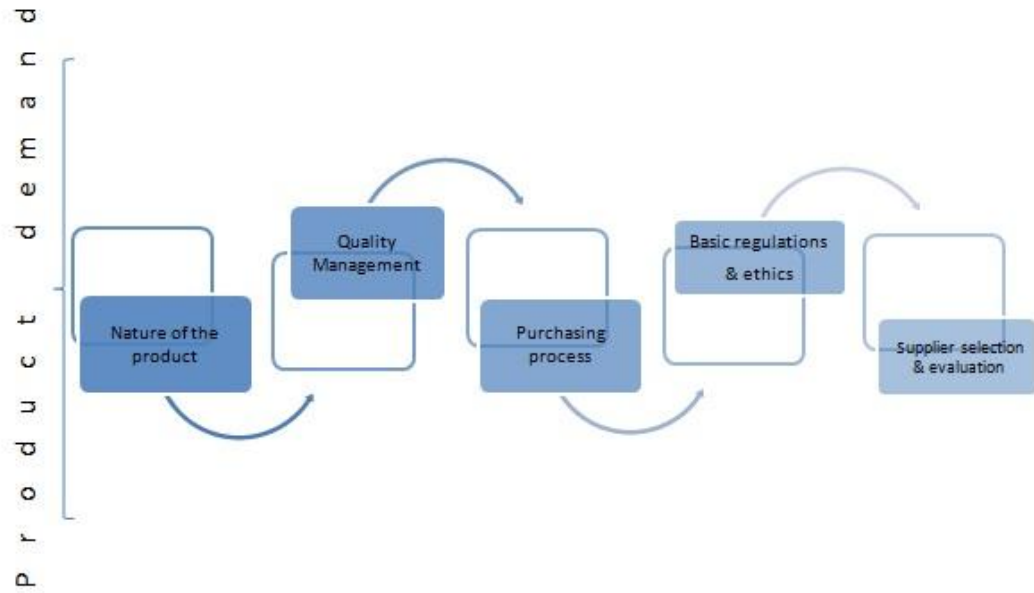 Product demand
Nature of the
product
Quality
Management
Purchasing
process
Basic regulations
& ethics
Supplier selection
& evaluation